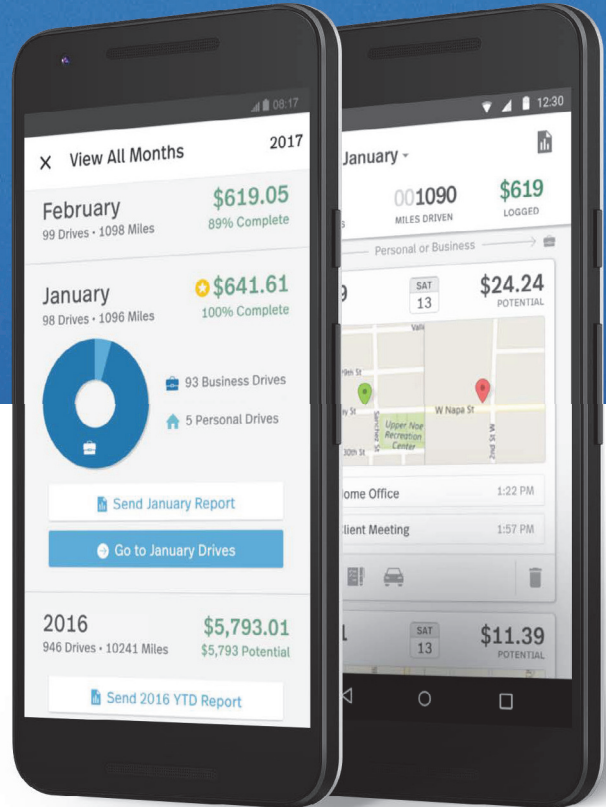 08:17
View All Months 2017
February $619.05
99 Drives • 1098 Miles 89% Complete
January $641.61
98 Drives • 1096 Miles 100% Complete
93 Business Drives
5 Personal Drives
Send January Report
Go to January Drives
2016 $5,793.01
946 Drives • 10241 Miles $5,793 Potential
Send 2016 YTD Report
12:30
January
001090 $619
MILES DRIVEN LOGGED
Personal or Business
SAT
13
$24.24
POTENTIAL
W Napa St
Sanchez St
Upper Noe
Recreation
Center
30th St
2nd St W
ome Office 1:22 PM
lient Meeting 1:57 PM
SAT
13
$11.39
POTENTIAL